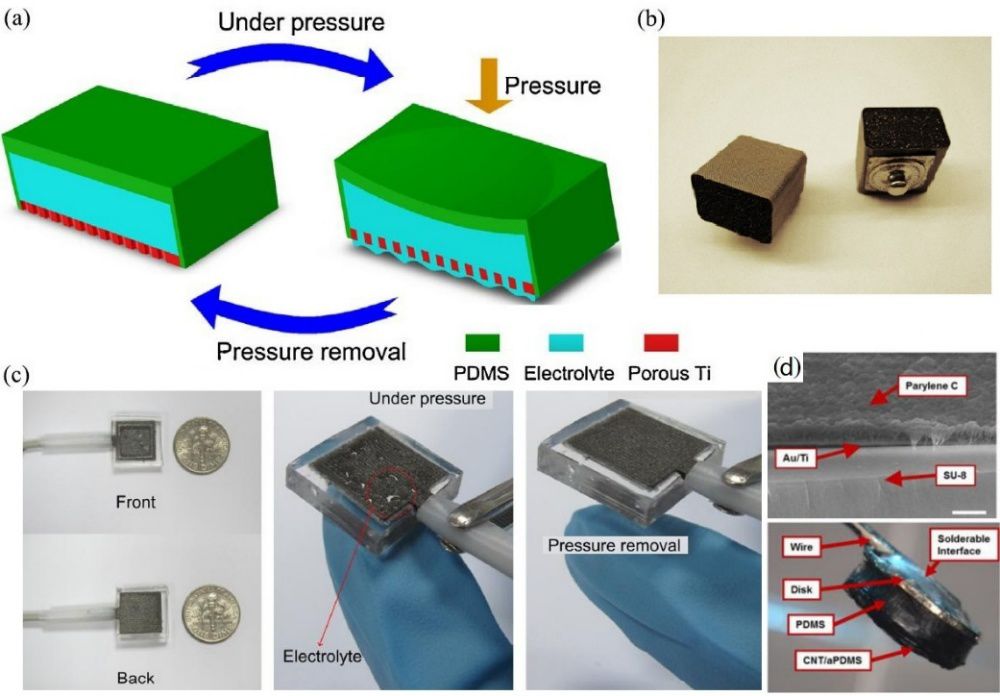 (a)
Under pressure
Pressure
Pressure removal
PDMS Electrolyte Porous Ti
(b)
(c)
Front
Back
Under pressure
Electrolyte
Pressure removal
(d)
Parylene C
Au/Ti
SU-8
Wire
Solderable
Interface
Disk
PDMS
CNT/aPDMS